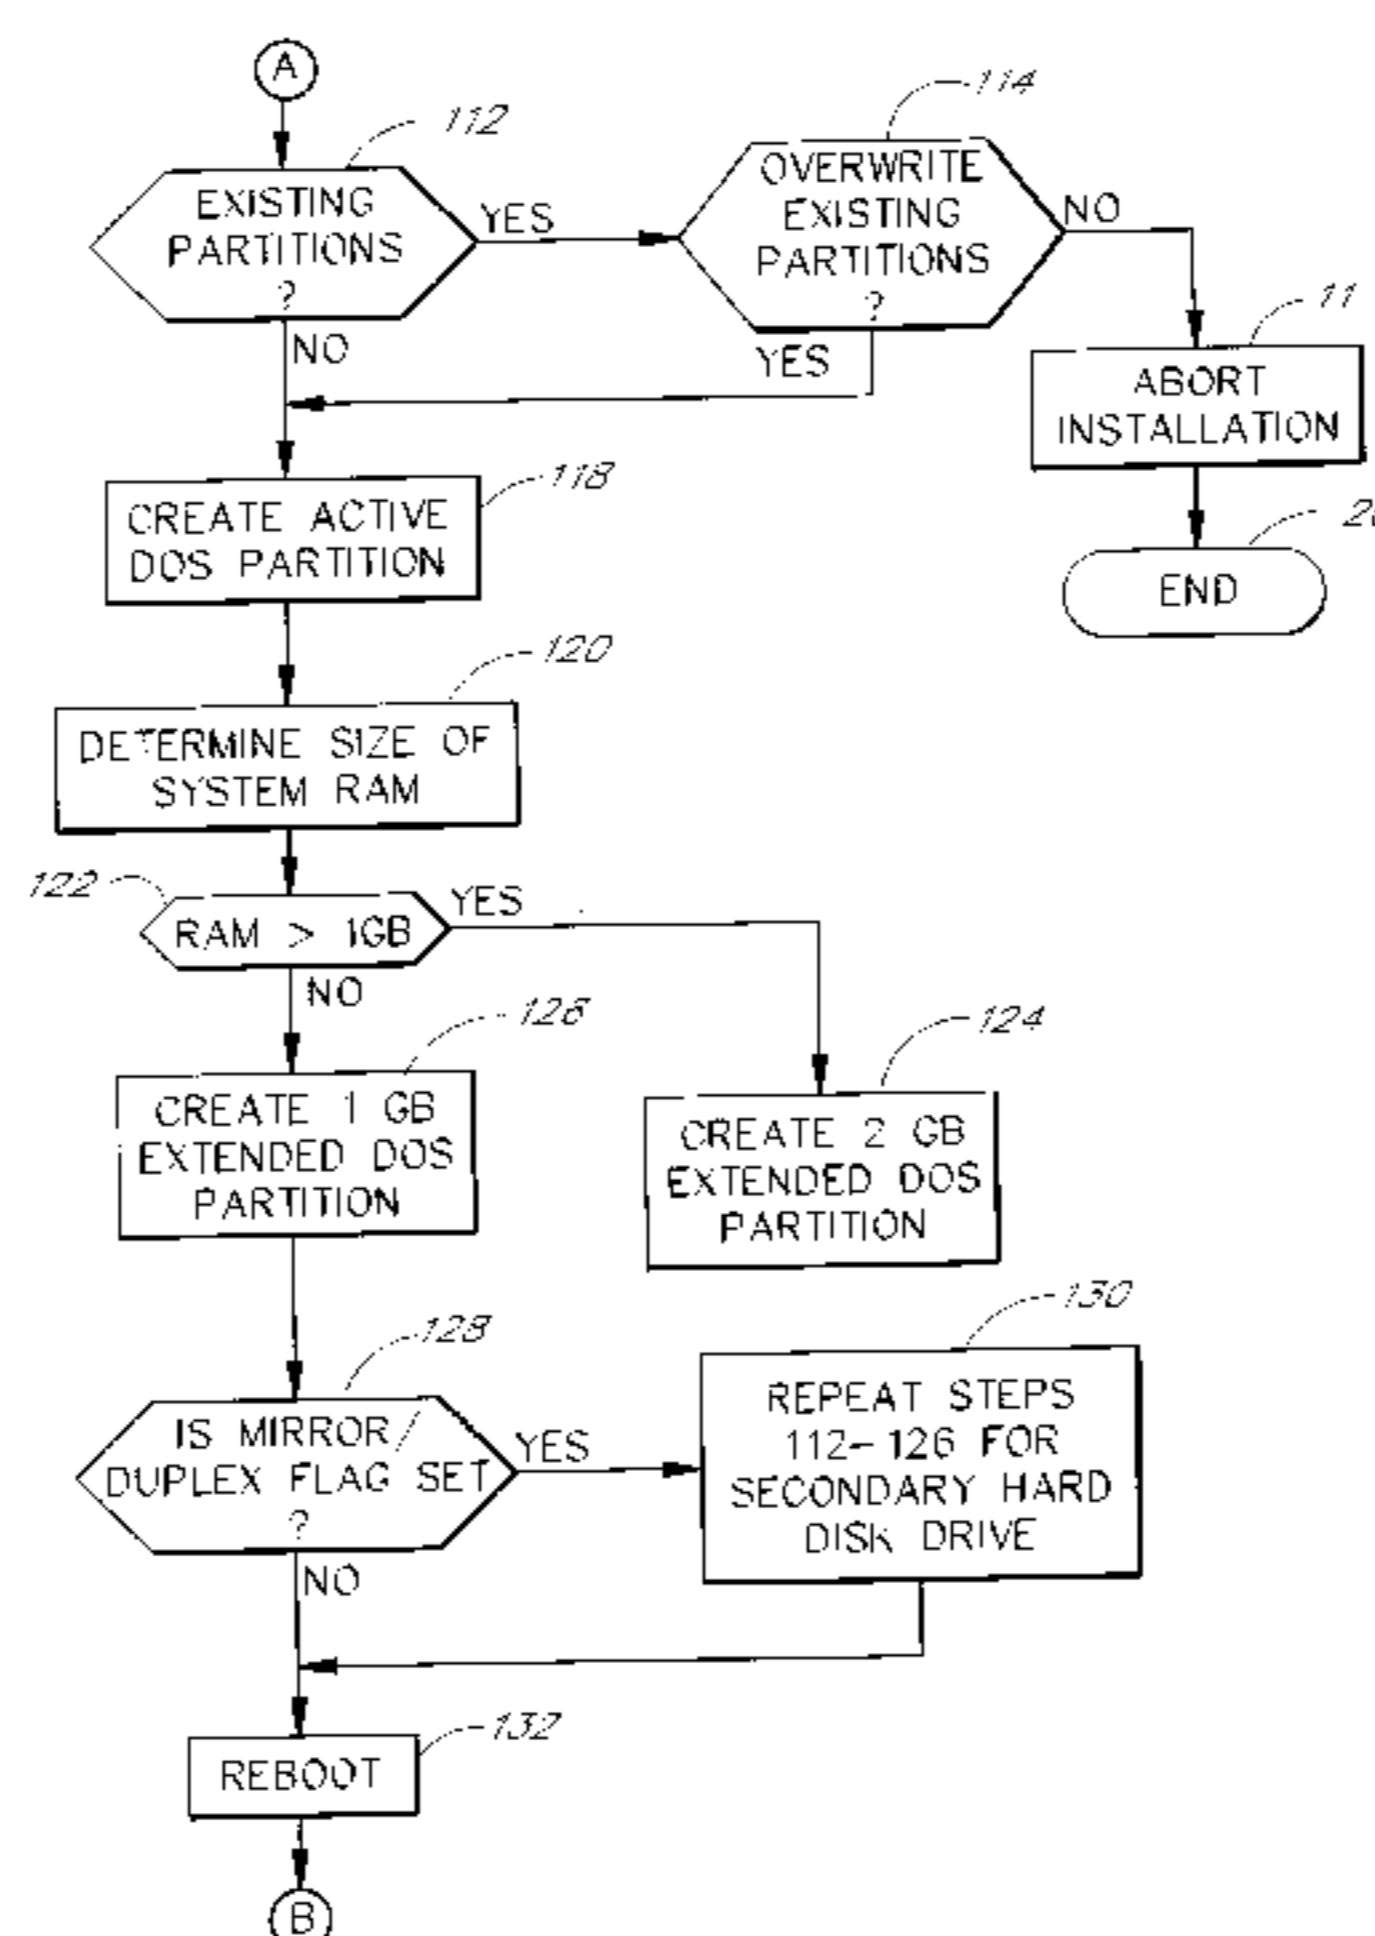 A
112
EXISTING
PARTITIONS
?
YES
NO
114
OVERWRITE
EXISTING
PARTITIONS
?
NO
YES
11
ABORT
INSTALLATION
END
118
CREATE ACTIVE
DOS PARTITION
120
DETERMINE SIZE OF
SYSTEM RAM
122
RAM > 1GB
YES
NO
126
CREATE 1 GB
EXTENDED DOS
PARTITION
124
CREATE 2 GB
EXTENDED DOS
PARTITION
128
IS MIRROR
DUPLEX FLAG SET
?
YES
NO
130
REPEAT STEPS
112-126 FOR
SECONDARY HARD
DISK DRIVE
132
REBOOT
B